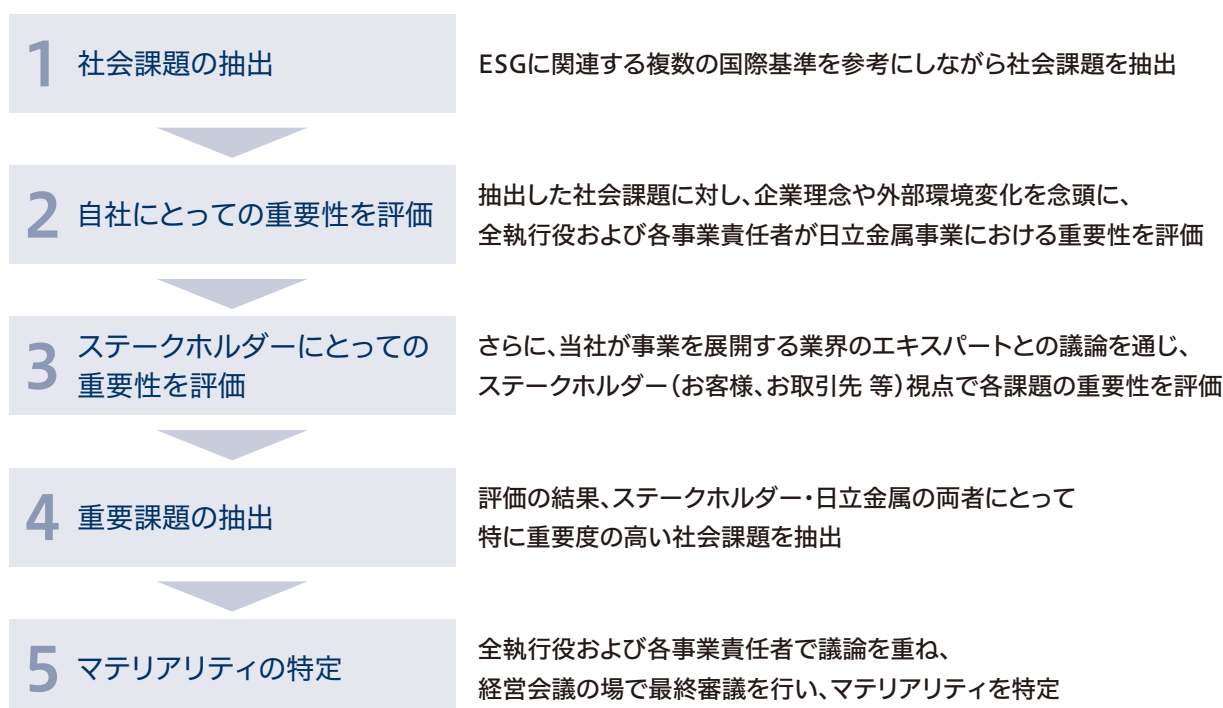 1 社会課題の抽出
ESGに関連する複数の国際基準を参考にしながら社会課題を抽出
2 自社にとっての重要性を評価
抽出した社会課題に対し、企業理念や外部環境変化を念頭に、
全執行役および各事業責任者が日立金属事業における重要性を評価
3 ステークホルダーにとっての
重要性を評価
さらに、当社が事業を展開する業界のエキスパートとの議論を通じ、
ステークホルダー(お客様、お取引先 等)視点で各課題の重要性を評価
4 重要課題の抽出
評価の結果、ステークホルダー・日立金属の両者にとって
特に重要度の高い社会課題を抽出
5 マテリアリティの特定
全執行役および各事業責任者で議論を重ね、
経営会議の場で最終審議を行い、マテリアリティを特定